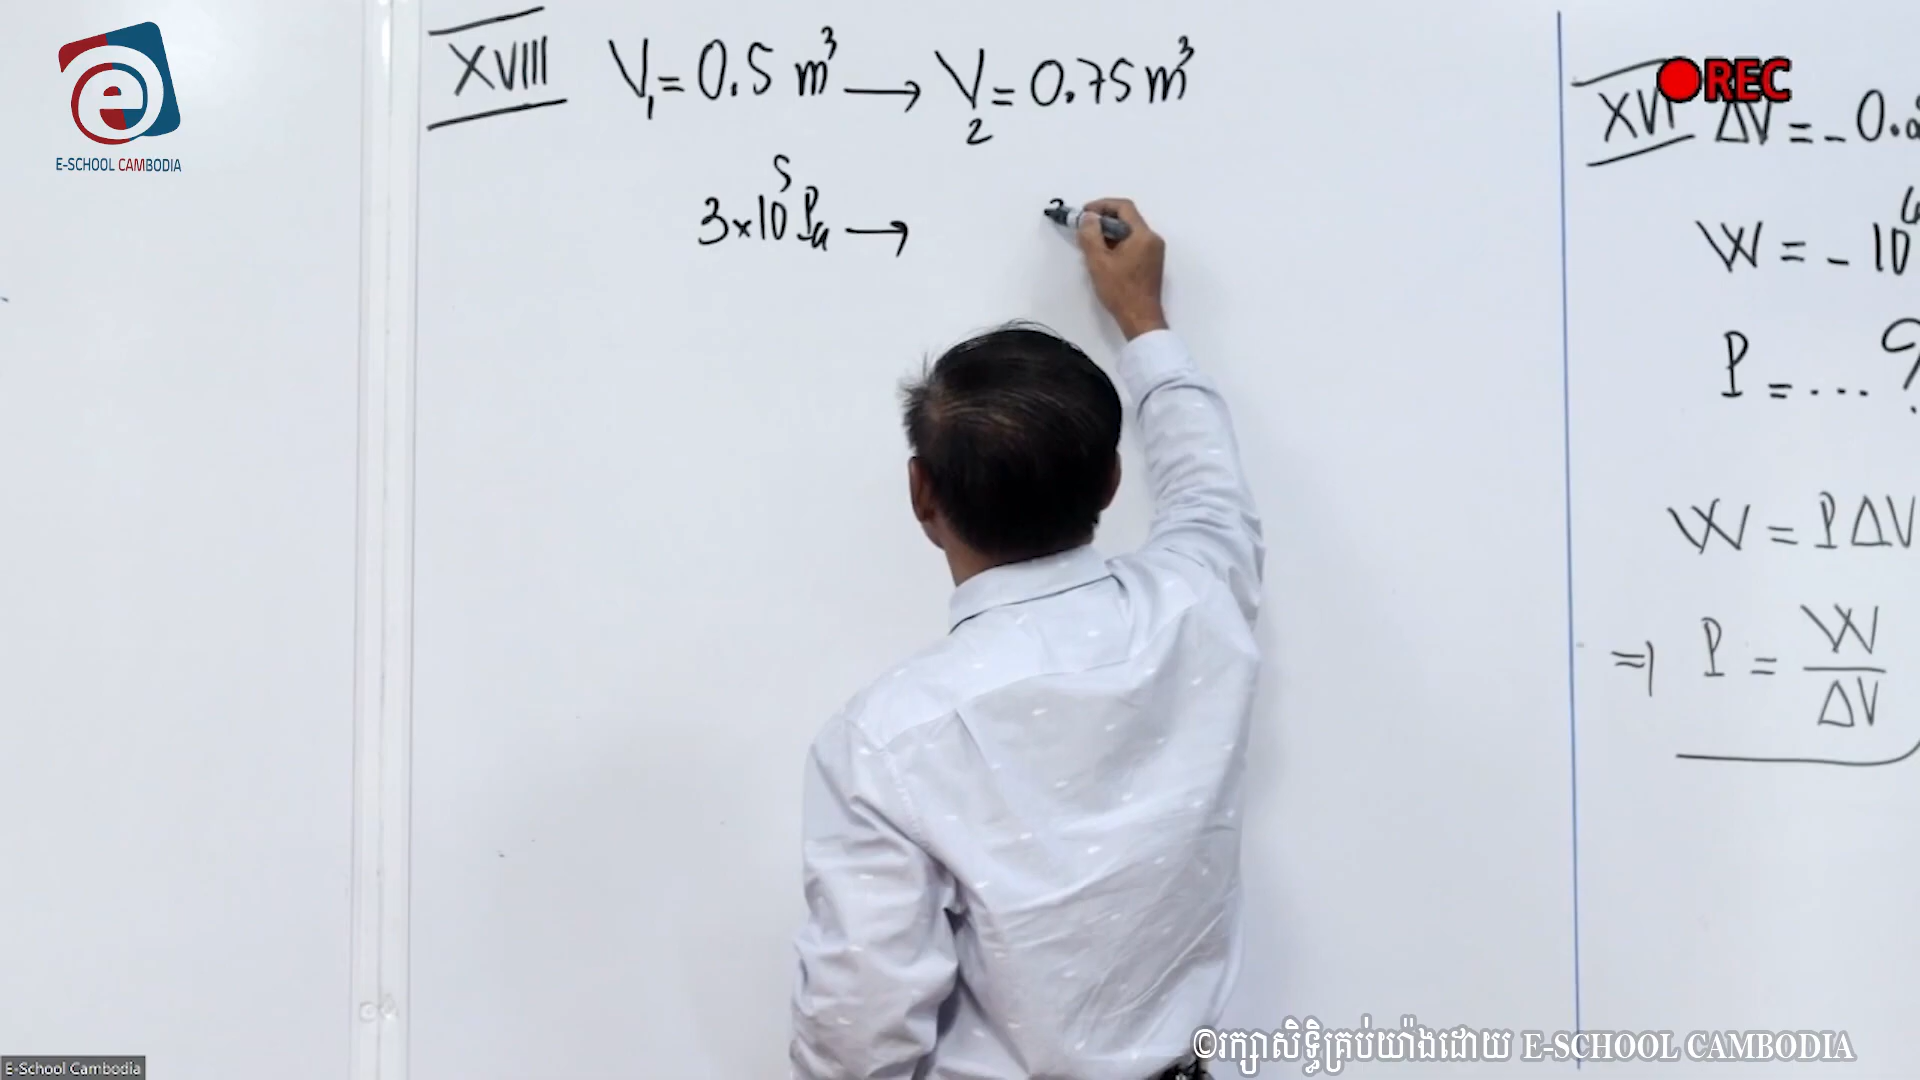 E-SCHOOL CAMBODIA
XVIII V₁ = 0.5 m³ → V₂ = 0.75 m³
3×10⁵ Pa →
REC
XVI ΔV = - 0.
W = - 10
P = ... ?
W = P ΔV
⇒ P = W/ΔV
E-School Cambodia
©រក្សាសិទ្ធិគ្រប់យ៉ាងដោយ E-SCHOOL CAMBODIA